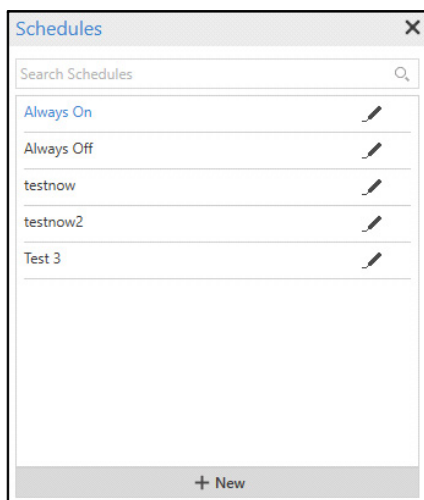 Schedules
Search Schedules
Always On
Always Off
testnow
testnow2
Test 3
+ New